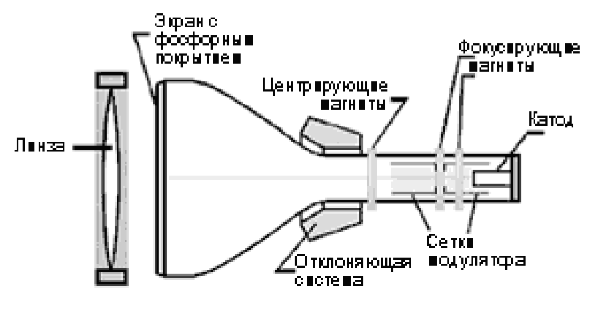 Экран с
фосфорным
покрытием
Фокусирующие
магниты
Центрирующие
магниты
Катод
Линза
Сетки
модулятора
Отклоняющая
система